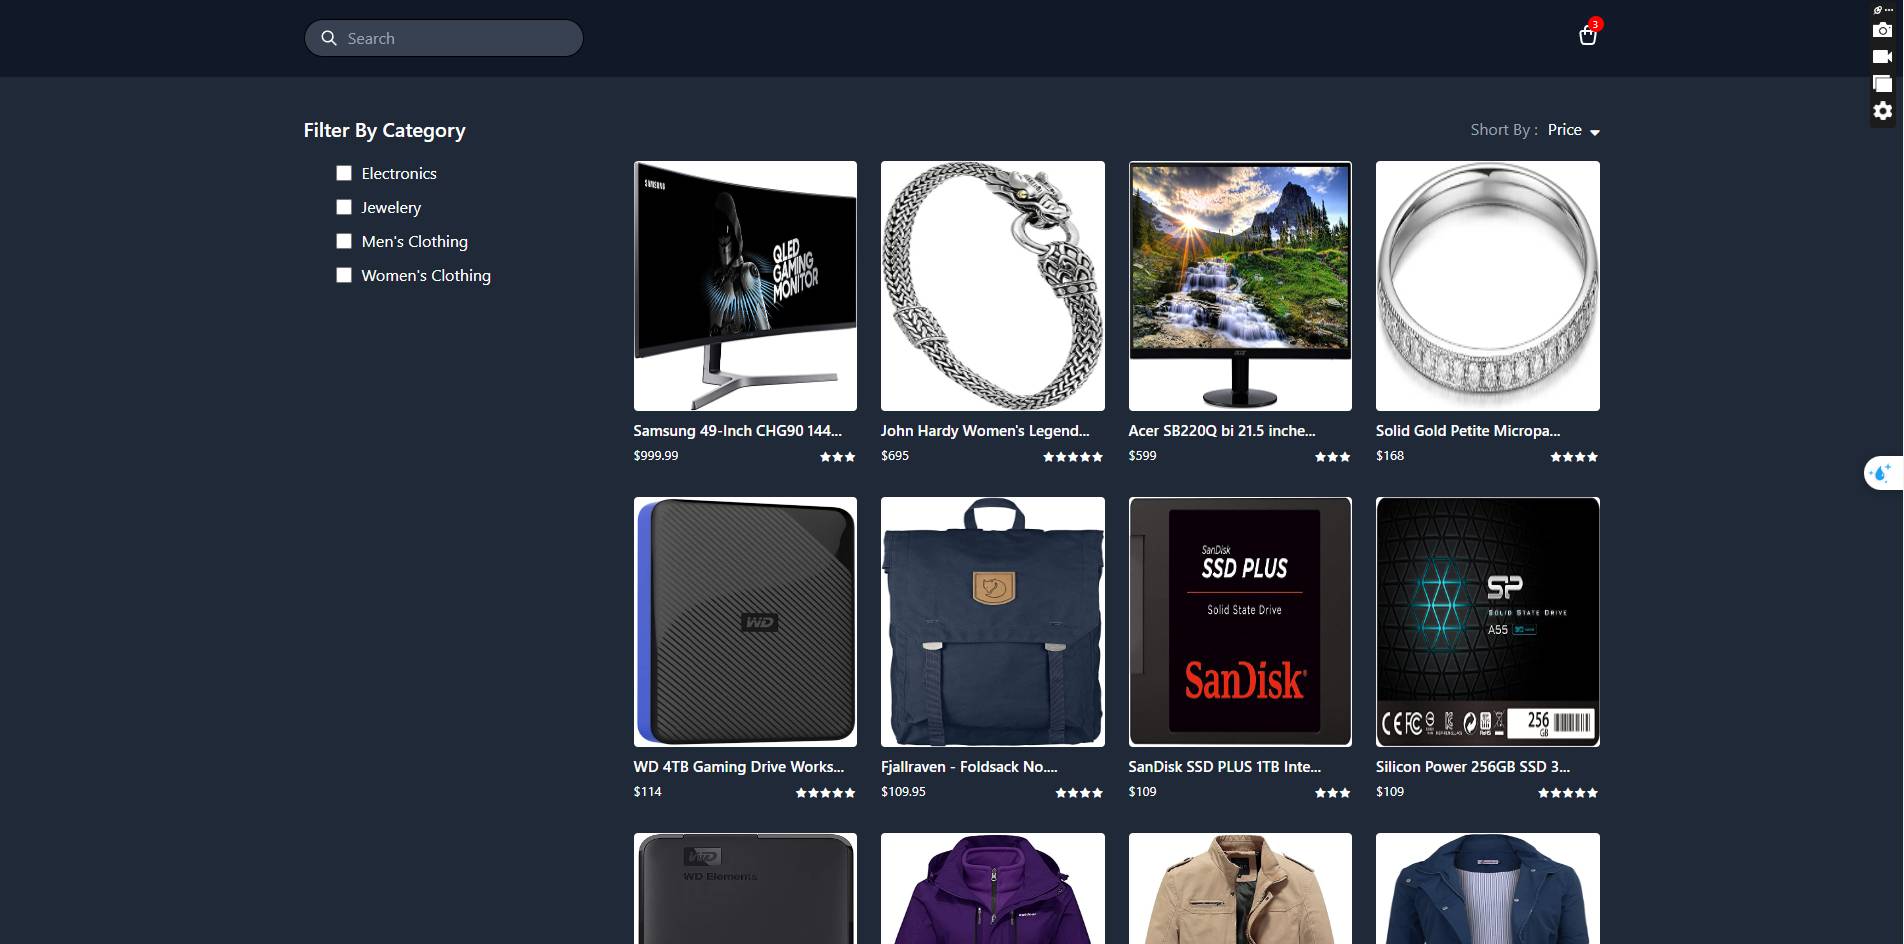 Search
3
Filter By Category
Short By : Price
Electronics
Jewelery
Men's Clothing
Women's Clothing
SAMSUNG
QLED
GAMING
MONITOR
acer
Samsung 49-Inch CHG90 144...
$999.99
John Hardy Women's Legend...
$695
Acer SB220Q bi 21.5 inche...
$599
Solid Gold Petite Micropa...
$168
WD
SanDisk
SSD PLUS
Solid State Drive
SanDisk
SP
SOLID STATE DRIVE
A55
CE FC
256
GB
WD 4TB Gaming Drive Works...
$114
Fjallraven - Foldsack No....
$109.95
SanDisk SSD PLUS 1TB Inte...
$109
Silicon Power 256GB SSD 3...
$109
WD
WD Elements